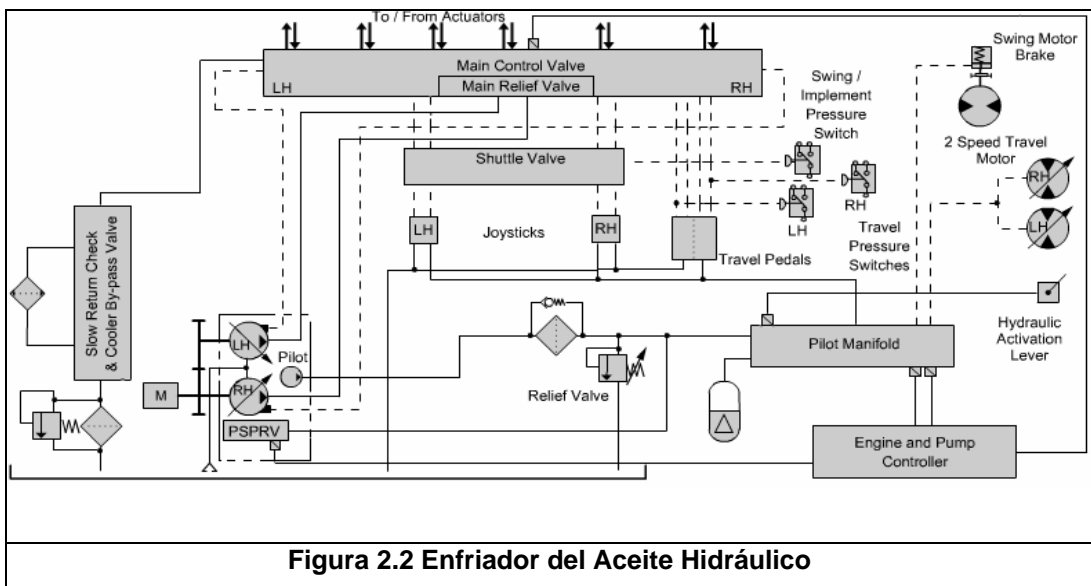 To / From Actuators
Main Control Valve
LH
Main Relief Valve
RH
Swing Motor
Brake
Swing /
Implement
Pressure
Switch
2 Speed Travel
Motor
Shuttle Valve
RH
LH
RH
LH
Joysticks
RH
LH
Travel Pedals
Travel
Pressure
Switches
Slow Return Check
& Cooler By-pass Valve
Hydraulic
Activation
Lever
LH
Pilot
Pilot Manifold
M
RH
Relief Valve
PSPRV
Engine and Pump
Controller
Figura 2.2 Enfriador del Aceite Hidráulico